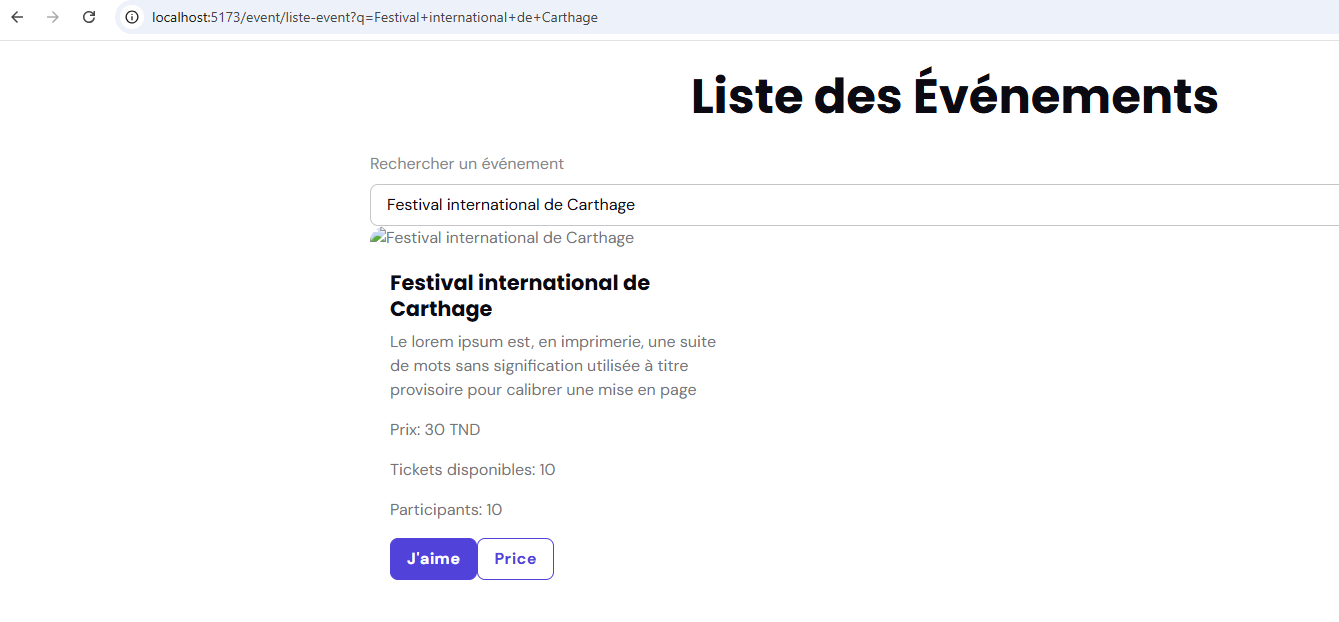 localhost:5173/event/liste-event?q=Festival+international+de+Carthage
Liste des Événements
Rechercher un événement
Festival international de Carthage
Festival international de Carthage
Festival international de
Carthage
Le lorem ipsum est, en imprimerie, une suite
de mots sans signification utilisée à titre
provisoire pour calibrer une mise en page
Prix: 30 TND
Tickets disponibles: 10
Participants: 10
J'aime Price